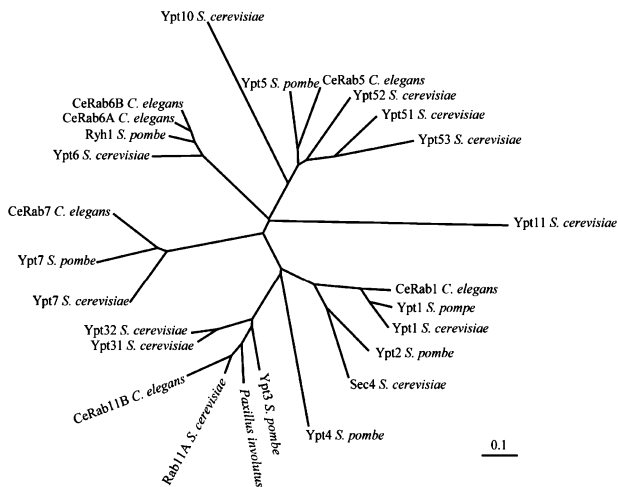 Ypt10 S. cerevisiae
Ypt5 S. pombe
CeRab5 C. elegans
Ypt52 S. cerevisiae
Ypt51 S. cerevisiae
Ypt53 S. cerevisiae
CeRab6B C. elegans
CeRab6A C. elegans
Ryh1 S. pombe
Ypt6 S. cerevisiae
CeRab7 C. elegans
Ypt11 S. cerevisiae
Ypt7 S. pombe
Ypt7 S. cerevisiae
CeRab1 C. elegans
Ypt1 S. pompe
Ypt1 S. cerevisiae
Ypt2 S. pombe
Sec4 S. cerevisiae
Ypt32 S. cerevisiae
Ypt31 S. cerevisiae
CeRab11B C. elegans
Rab11A S. cerevisiae
Paxillus involutus
Ypt3 S. pombe
Ypt4 S. pombe
0.1